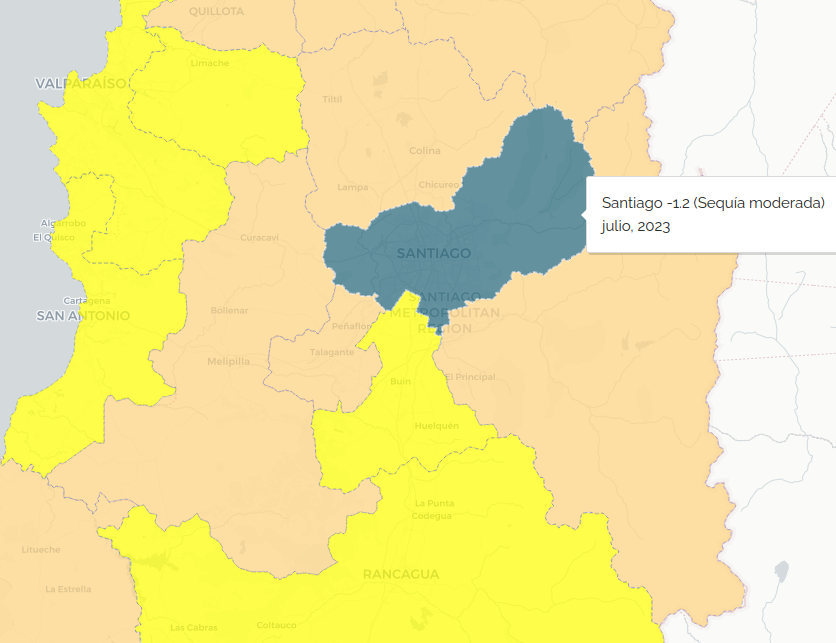 QUILLOTA
Limache
VALPARAÍSO
Tiltil
Colina
Lampa
Chicureo
Santiago -1.2 (Sequía moderada)
julio, 2023
Algarrobo
El Quisco
Curacaví
SANTIAGO
Cartagena
SAN ANTONIO
Bollenar
SANTIAGO
METROPOLITAN
REGION
Peñaflor
Talagante
Melipilla
Buin
El Principal
Huelquén
La Punta
Codegua
Litueche
RANCAGUA
La Estrella
Las Cabras
Coltauco